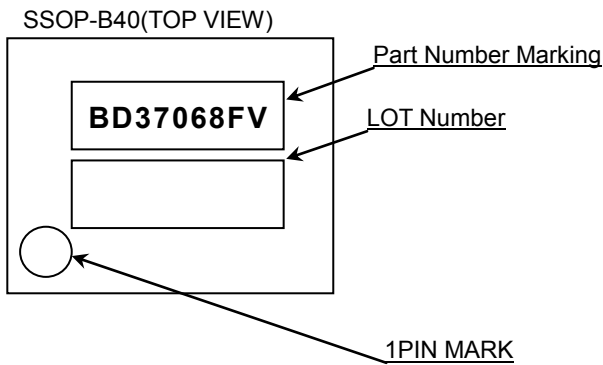 SSOP-B40(TOP VIEW)
Part Number Marking
BD37068FV
LOT Number
1PIN MARK